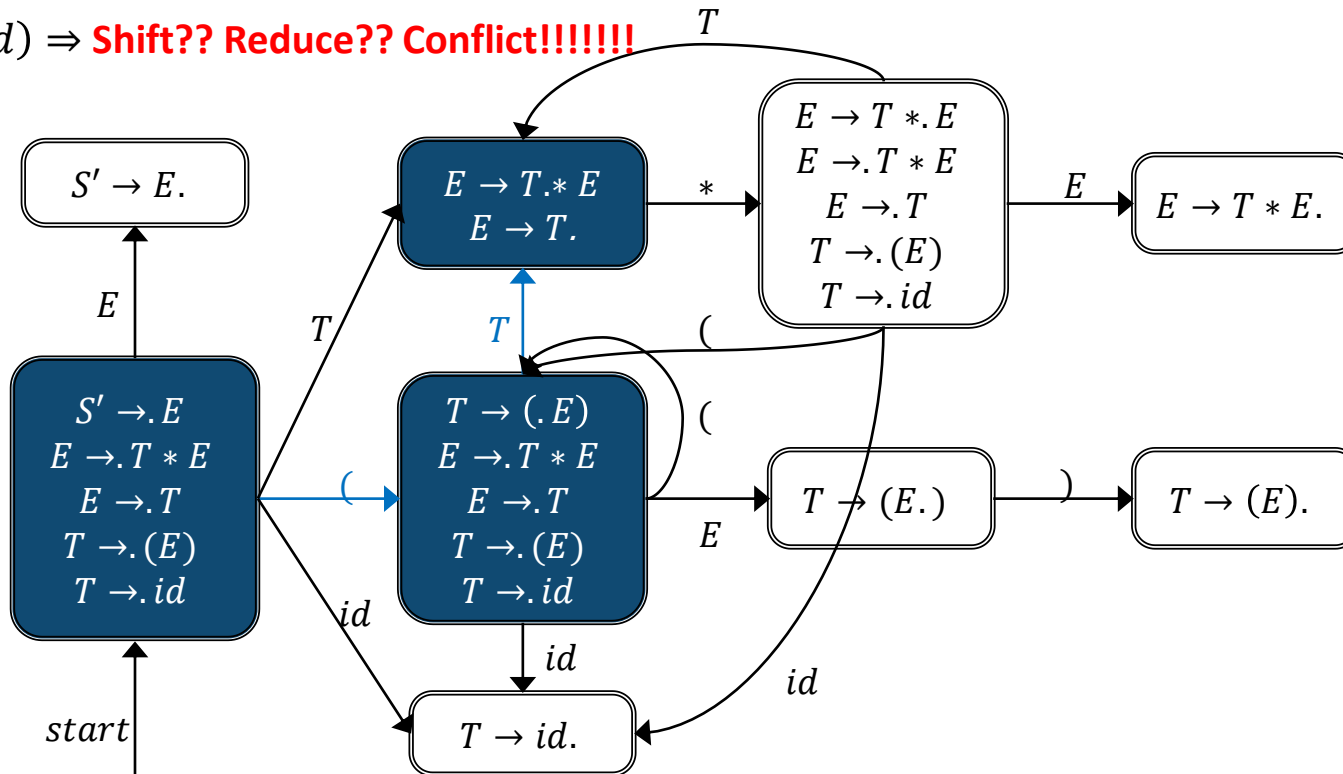 d) ⇒ Shift?? Reduce?? Conflict!!!!!!!
T
S′ → E.
E → T.* E
E → T.
*
E → T *. E
E →. T * E
E →. T
T →. (E)
T →. id
E
E → T * E.
E
T
T
(
S′ →. E
E →. T * E
E →. T
T →. (E)
T →. id
(
T → (. E)
E →. T * E
E →. T
T →. (E)
T →. id
(
E
T → (E.)
)
T → (E).
id
id
id
T → id.
start